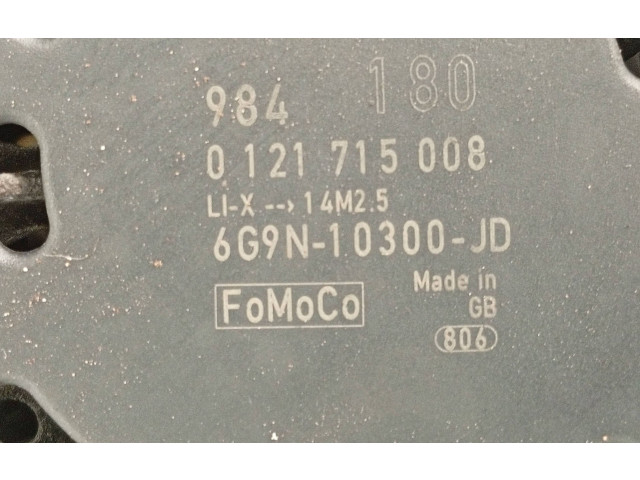 984 180
0 121 715 008
LI-X --> 14M2.5
6G9N-10300-JD
FoMoCo Made in
GB
806